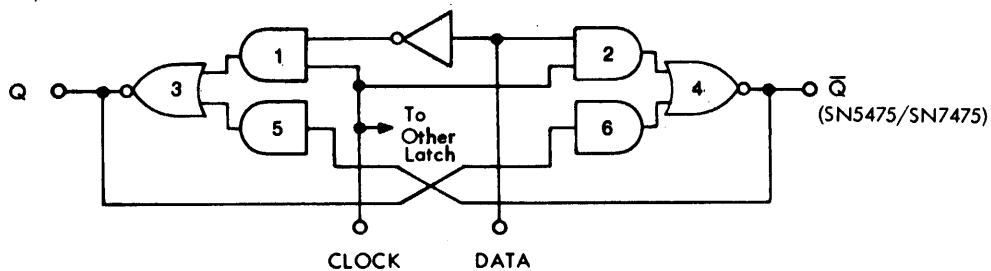 1
2
Q
3
4
Q̅
(SN5475/SN7475)
5
To
Other
Latch
6
CLOCK
DATA